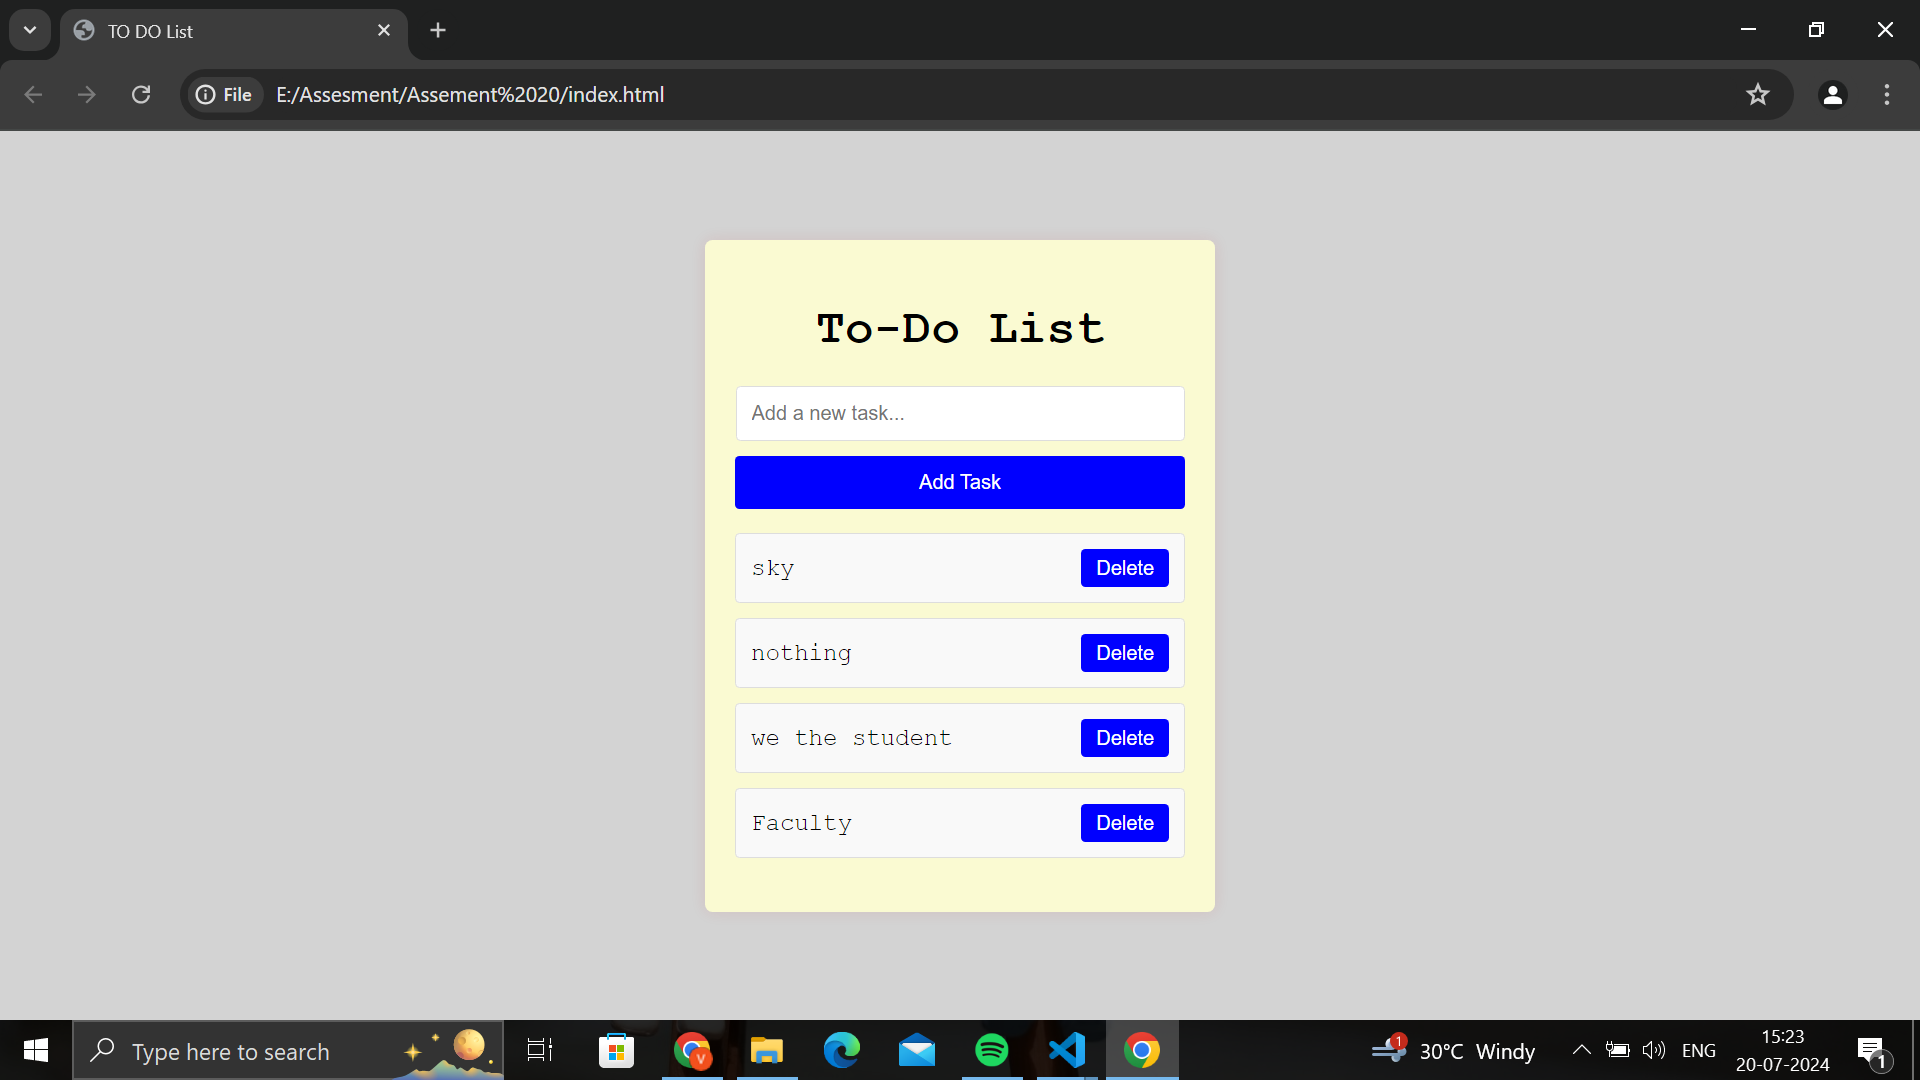 TO DO List
File E:/Assesment/Assement%2020/index.html
To-Do List
Add a new task...
Add Task
sky Delete
nothing Delete
we the student Delete
Faculty Delete
Type here to search
V
1
30°C Windy
ENG
15:23
20-07-2024
1